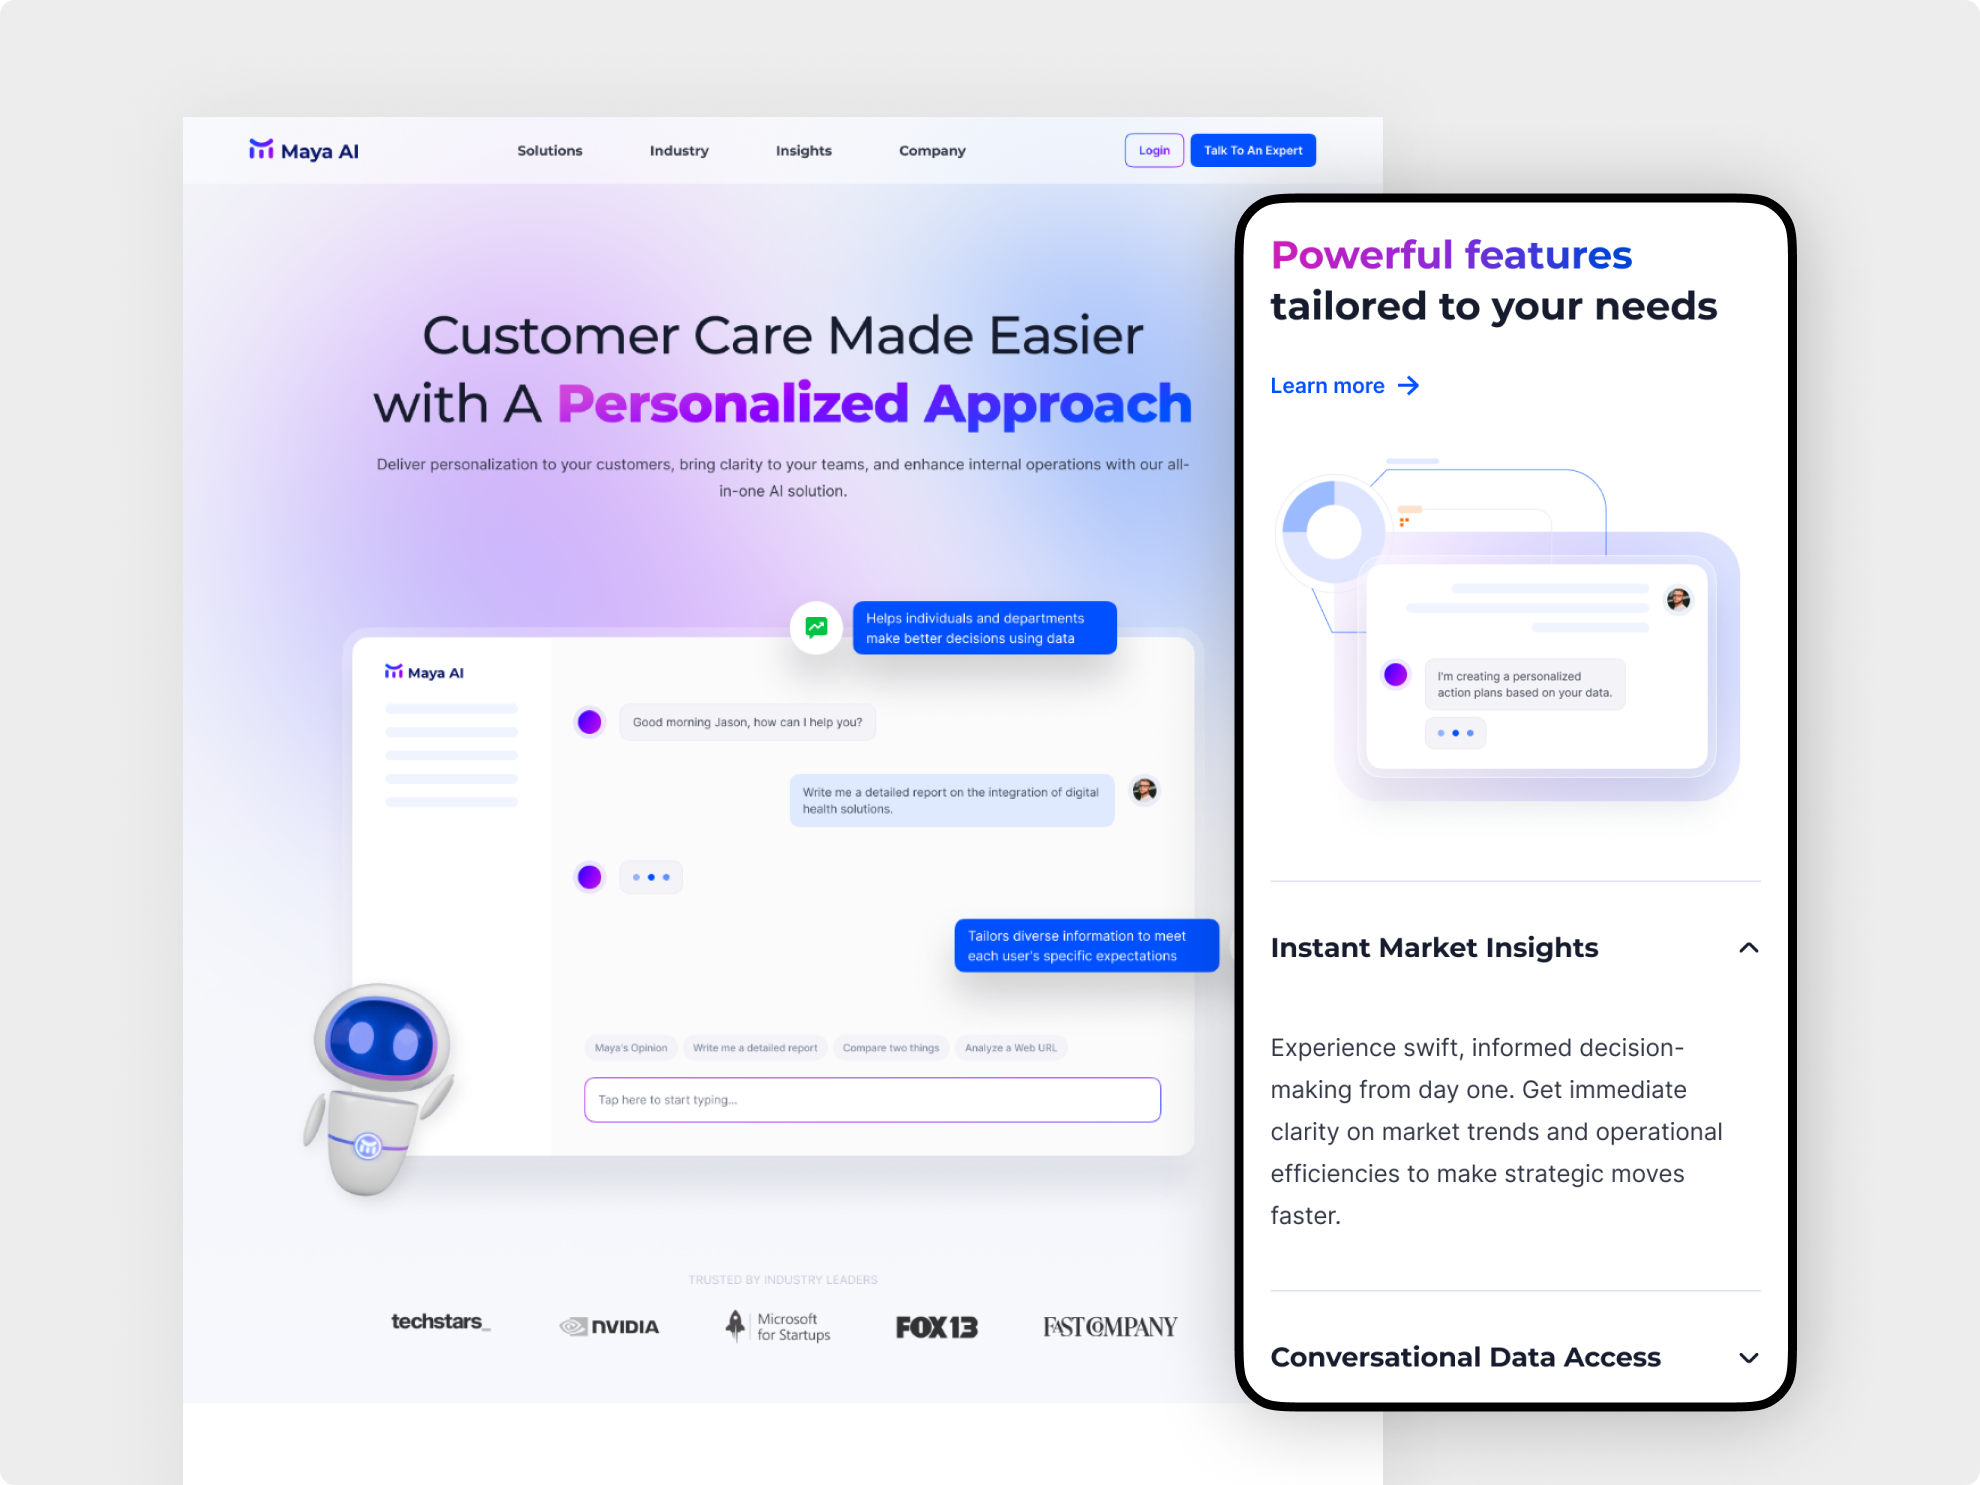 Maya AI
Solutions
Industry
Insights
Company
Login
Talk To An Expert
Customer Care Made Easier
with A Personalized Approach
Deliver personalization to your customers, bring clarity to your teams, and enhance internal operations with our all-
in-one AI solution.
Helps individuals and departments
make better decisions using data
Maya AI
Good morning Jason, how can I help you?
Write me a detailed report on the integration of digital
health solutions.
Tailors diverse information to meet
each user's specific expectations
Maya's Opinion
Write me a detailed report
Compare two things
Analyze a Web URL
Tap here to start typing...
TRUSTED BY INDUSTRY LEADERS
techstars_
NVIDIA
Microsoft
for Startups
FOX13
FAST COMPANY
Powerful features
tailored to your needs
Learn more
I'm creating a personalized
action plans based on your data.
Instant Market Insights
Experience swift, informed decision-
making from day one. Get immediate
clarity on market trends and operational
efficiencies to make strategic moves
faster.
Conversational Data Access